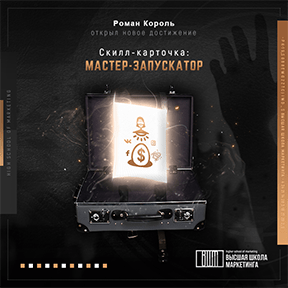 Роман Король
открыл новое достижение
Скилл-карточка:
МАСТЕР-ЗАПУСКАТОР
HIGH SCHOOL OF MARKETING
$
ВШМ
higher school of marketing
ВЫСШАЯ ШКОЛА
МАРКЕТИНГА